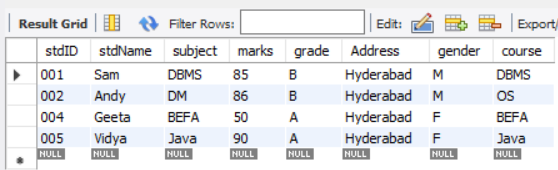 Result Grid Filter Rows: Edit: Export/
stdID stdName subject marks grade Address gender course
001 Sam DBMS 85 B Hyderabad M DBMS
002 Andy DM 86 B Hyderabad M OS
004 Geeta BEFA 50 A Hyderabad F BEFA
005 Vidya Java 90 A Hyderabad F Java
NULL NULL NULL NULL NULL NULL NULL NULL